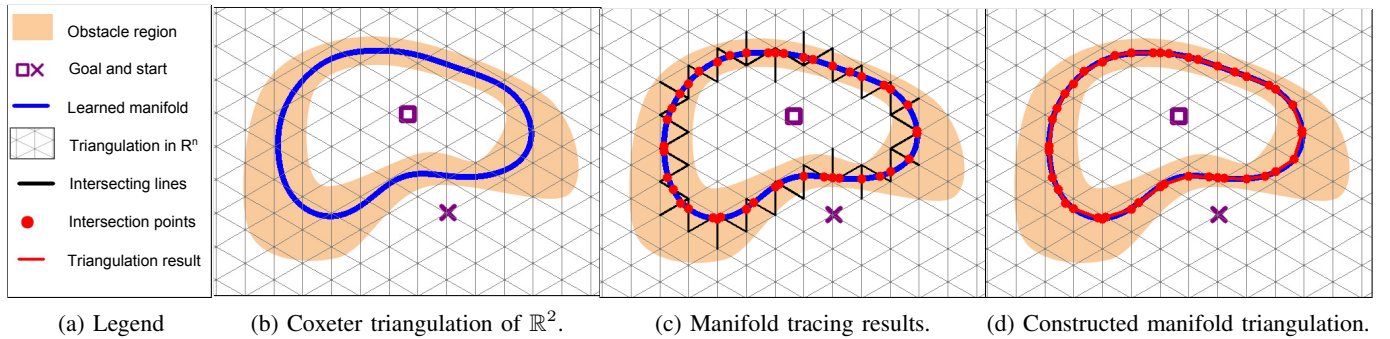 Obstacle region
Goal and start
Learned manifold
Triangulation in Rⁿ
Intersecting lines
Intersection points
Triangulation result
(a) Legend
(b) Coxeter triangulation of ℝ².
(c) Manifold tracing results.
(d) Constructed manifold triangulation.